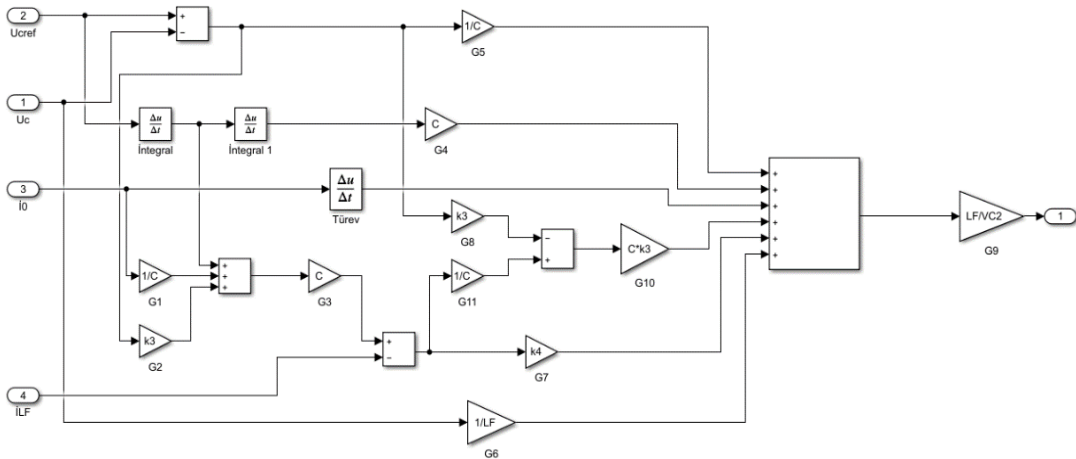 2
Ucref
+
−
1/C
G5
1
Uc
Δu
Δt
İntegral
Δu
Δt
İntegral 1
C
G4
3
İ0
Δu
Δt
Türev
k3
G8
−
+
C*k3
G10
+
+
+
+
+
+
LF/VC2
G9
1
1/C
G1
+
+
+
C
G3
1/C
G11
k3
G2
+
−
k4
G7
4
İLF
1/LF
G6